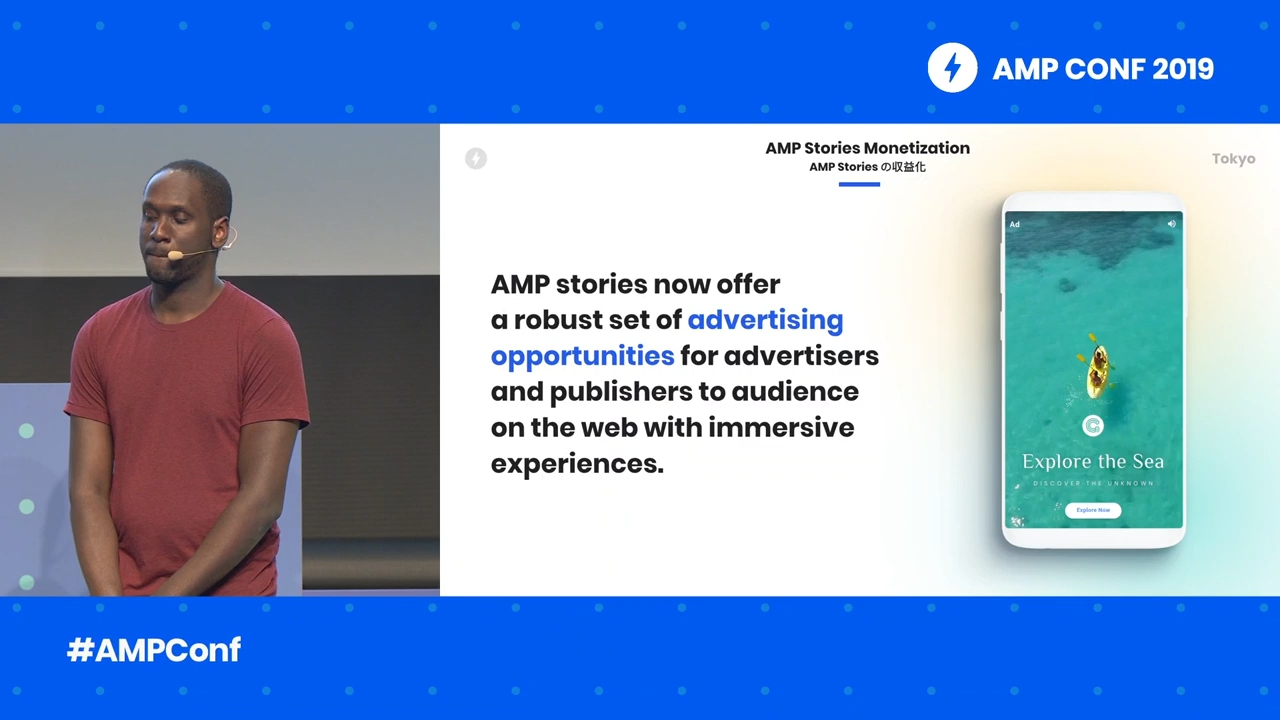 AMP CONF 2019
AMP Stories Monetization
AMP Stories の収益化
Tokyo
AMP stories now offer
a robust set of advertising
opportunities for advertisers
and publishers to audience
on the web with immersive
experiences.
Ad
Explore the Sea
DISCOVER THE UNKNOWN
Explore Now
#AMPConf